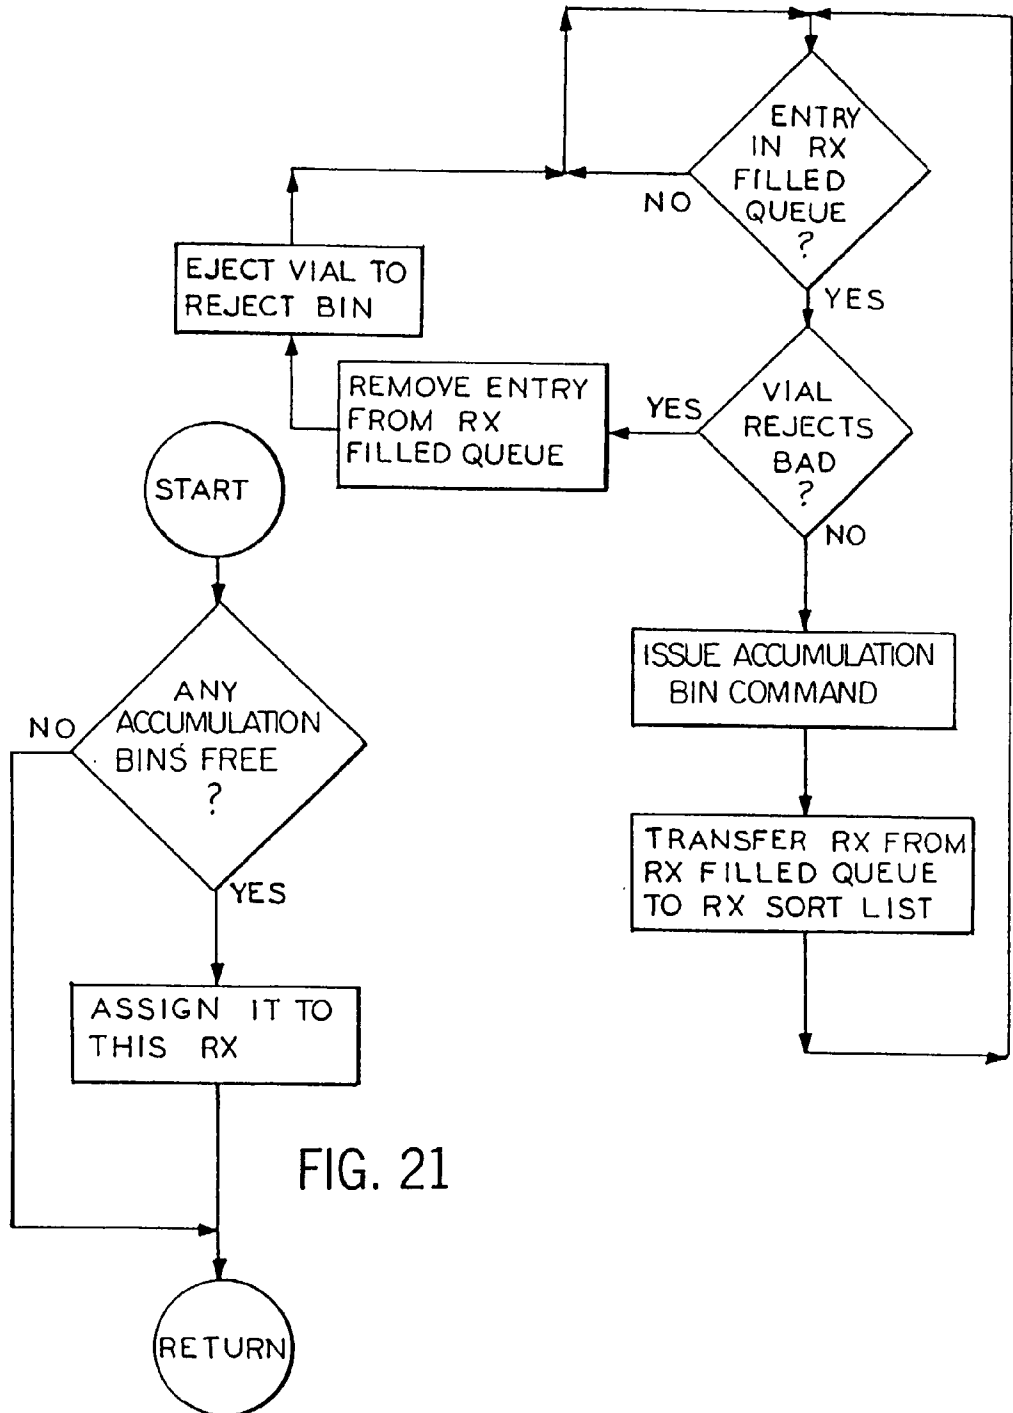 ENTRY
IN RX
FILLED
QUEUE
?
NO
YES
EJECT VIAL TO
REJECT BIN
REMOVE ENTRY
FROM RX
FILLED QUEUE
YES
VIAL
REJECTS
BAD
?
NO
ISSUE ACCUMULATION
BIN COMMAND
TRANSFER RX FROM
RX FILLED QUEUE
TO RX SORT LIST
START
ANY
ACCUMULATION
BINS FREE
?
NO
YES
ASSIGN IT TO
THIS RX
RETURN
FIG. 21